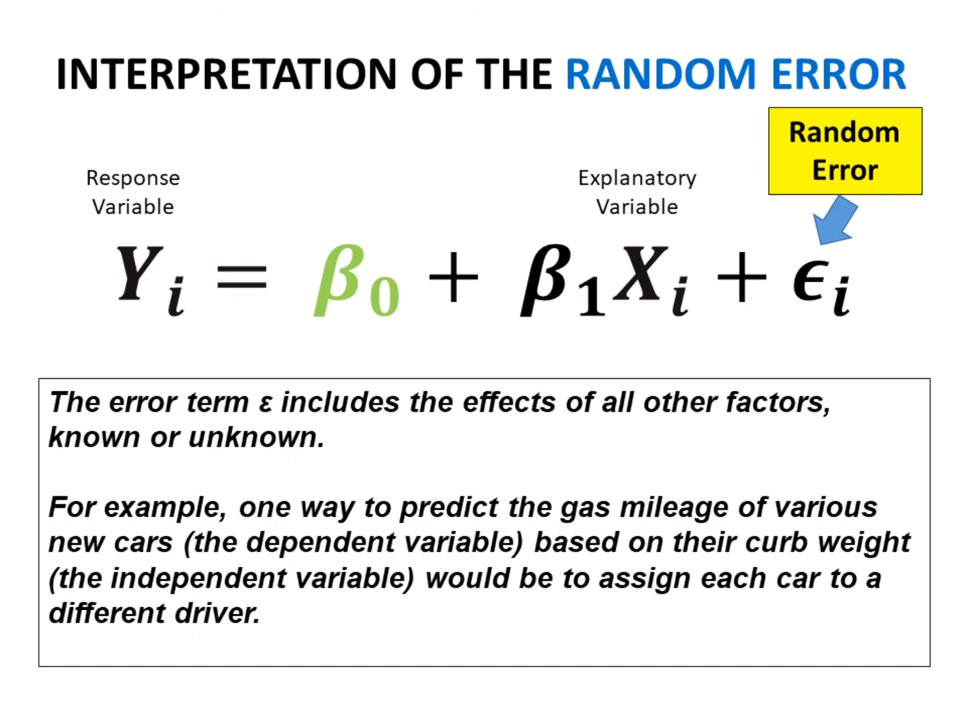 INTERPRETATION OF THE RANDOM ERROR
Random
Error
Response
Variable
Explanatory
Variable
Yᵢ = β₀ + β₁Xᵢ + ϵᵢ
The error term ε includes the effects of all other factors,
known or unknown.
For example, one way to predict the gas mileage of various
new cars (the dependent variable) based on their curb weight
(the independent variable) would be to assign each car to a
different driver.